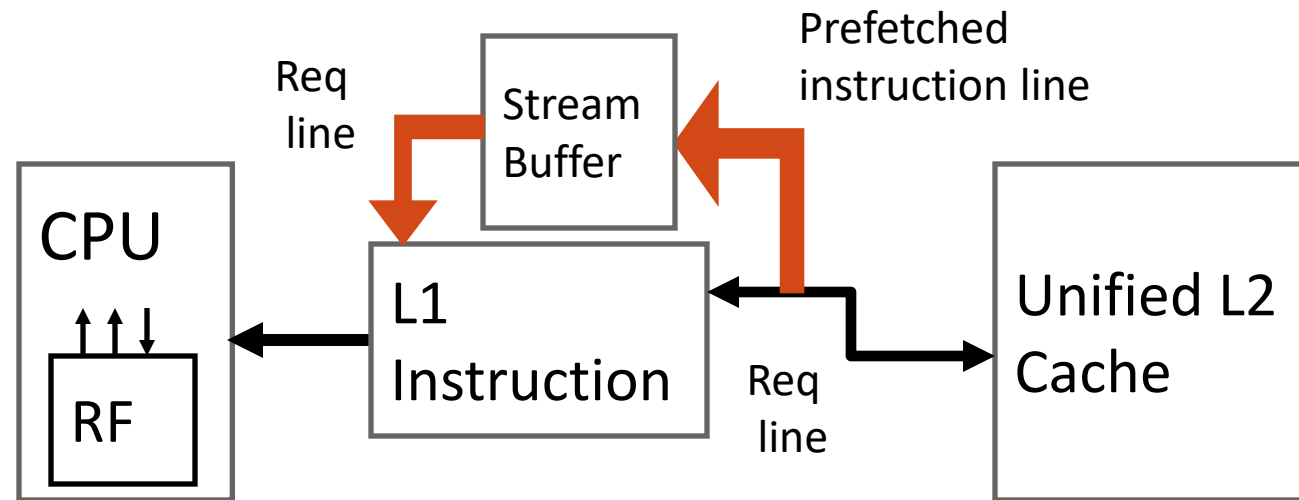 Prefetched
instruction line
Req
line
Stream
Buffer
CPU
RF
L1
Instruction
Req
line
Unified L2
Cache